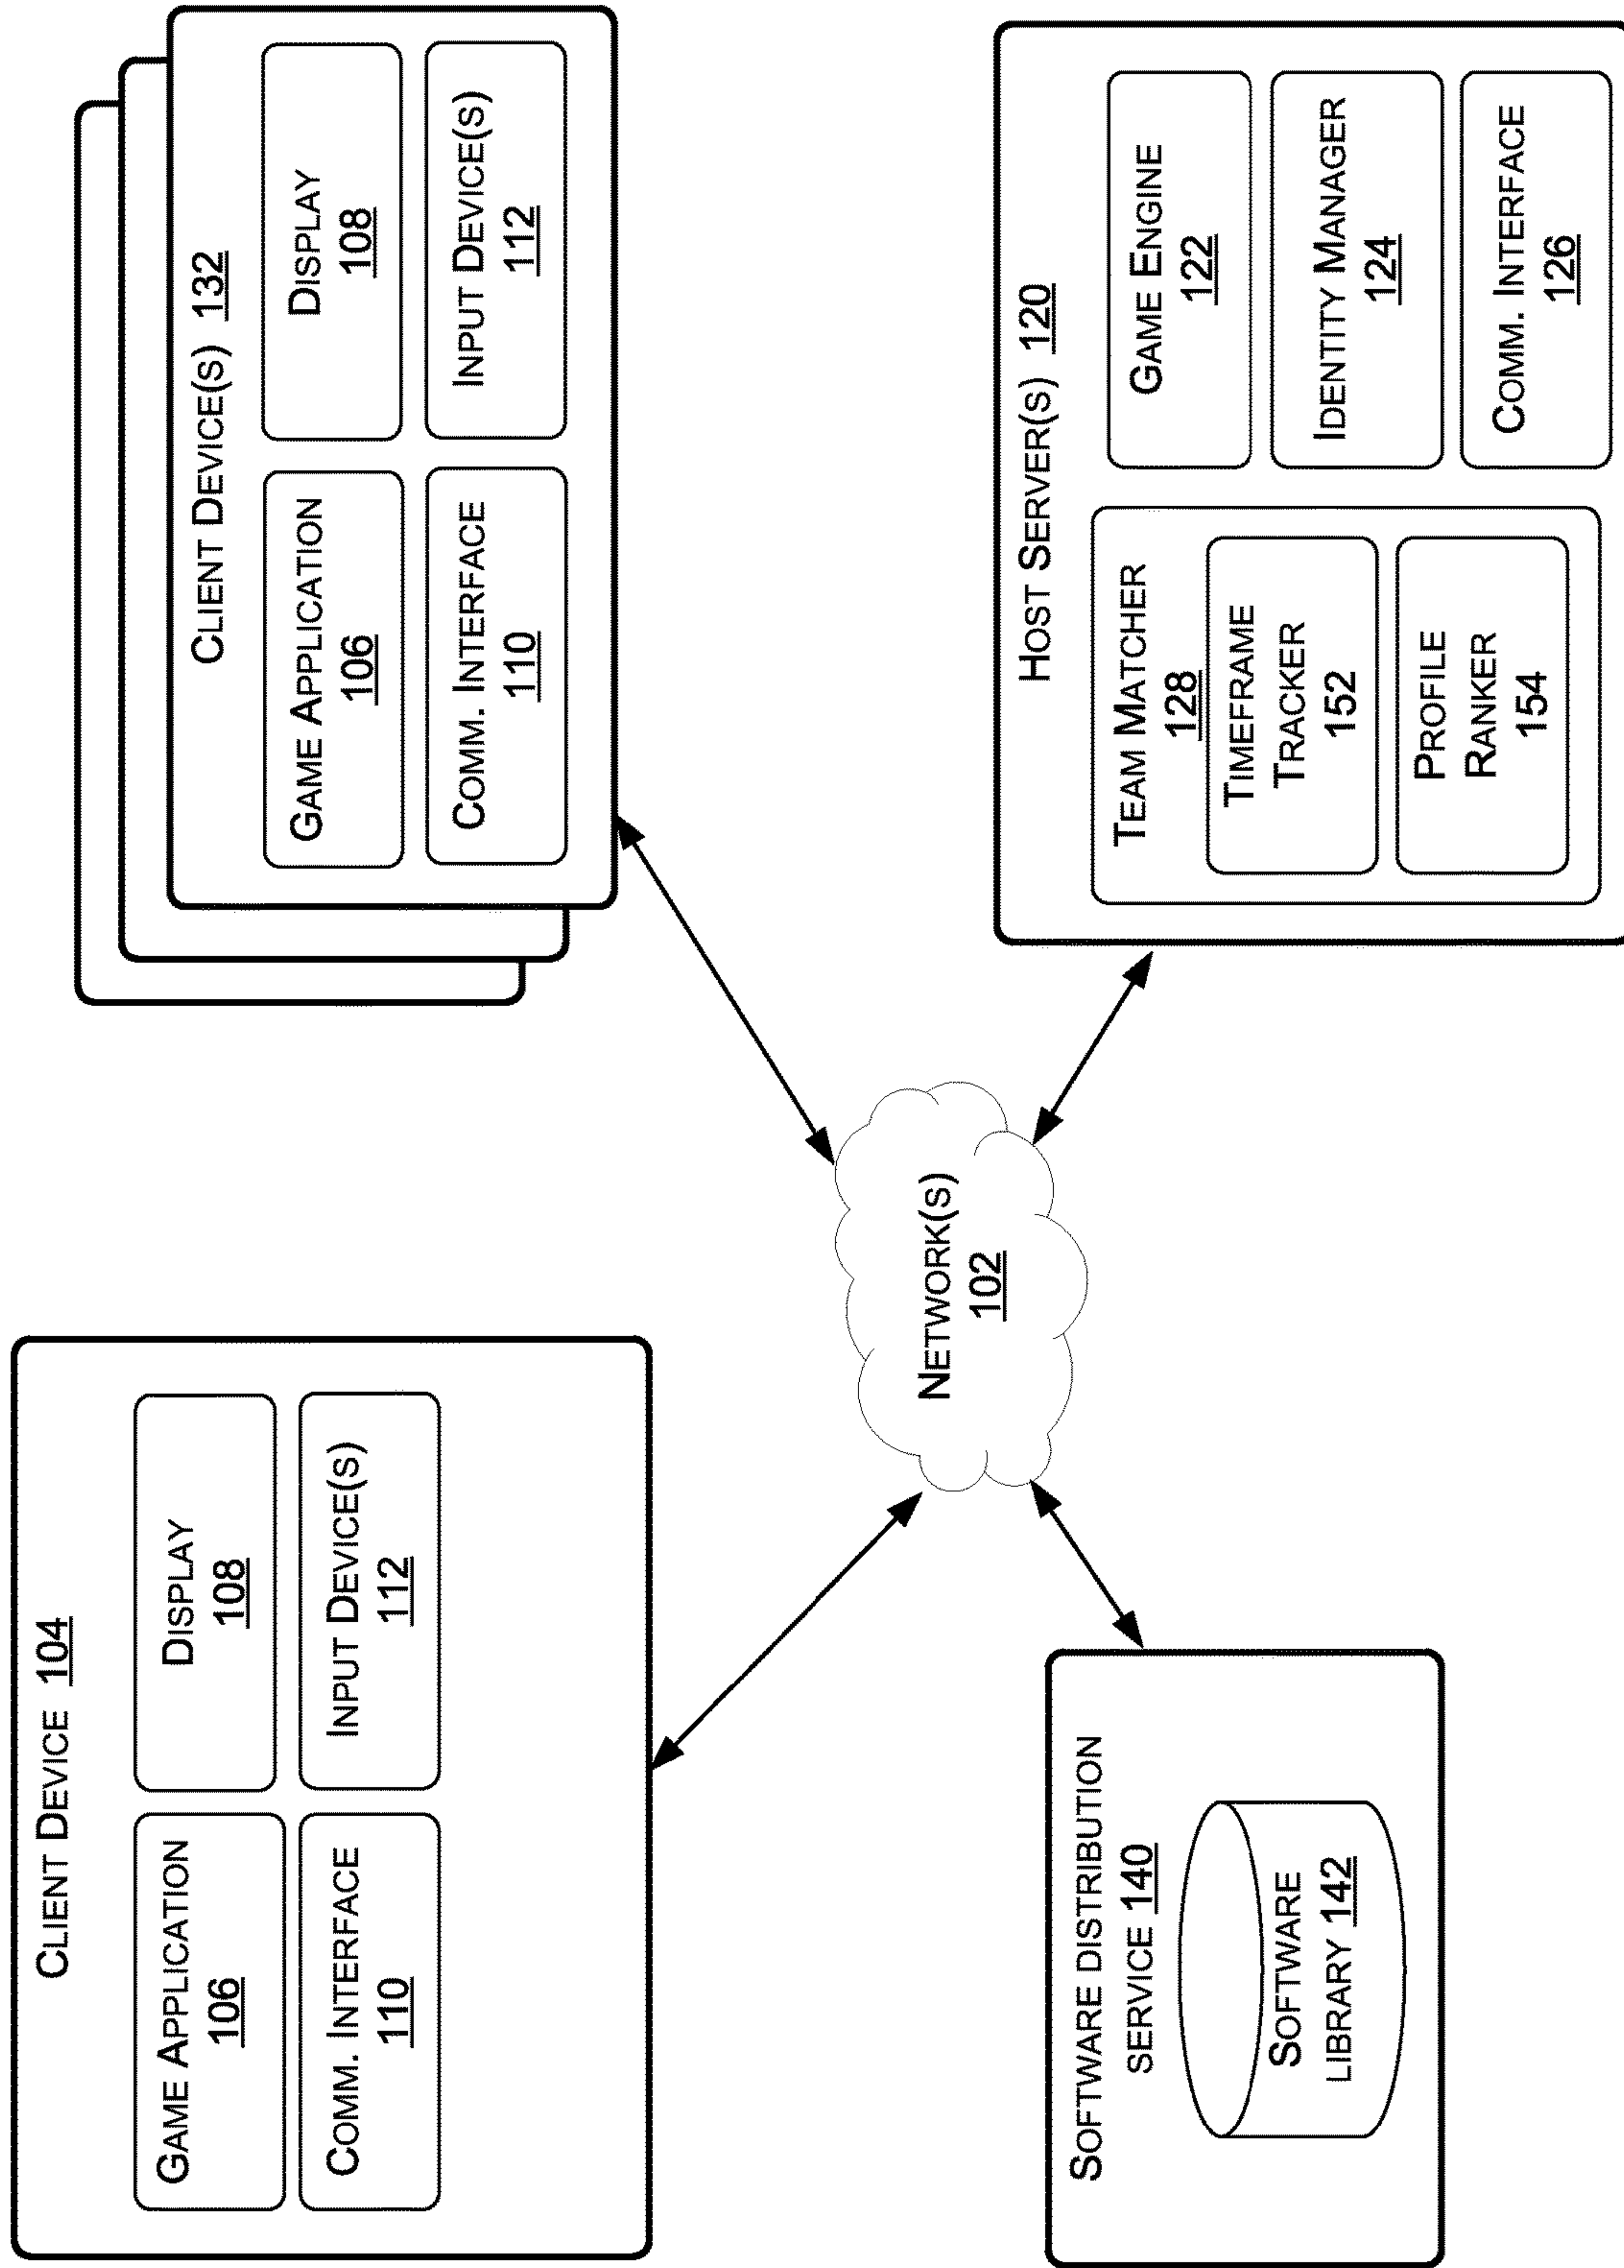 CLIENT DEVICE 104
GAME APPLICATION
106
DISPLAY
108
COMM. INTERFACE
110
INPUT DEVICE(S)
112
CLIENT DEVICE(S) 132
GAME APPLICATION
106
DISPLAY
108
COMM. INTERFACE
110
INPUT DEVICE(S)
112
NETWORK(S)
102
SOFTWARE DISTRIBUTION
SERVICE 140
SOFTWARE
LIBRARY 142
HOST SERVER(S) 120
TEAM MATCHER
128
TIMEFRAME
TRACKER
152
PROFILE
RANKER
154
GAME ENGINE
122
IDENTITY MANAGER
124
COMM. INTERFACE
126